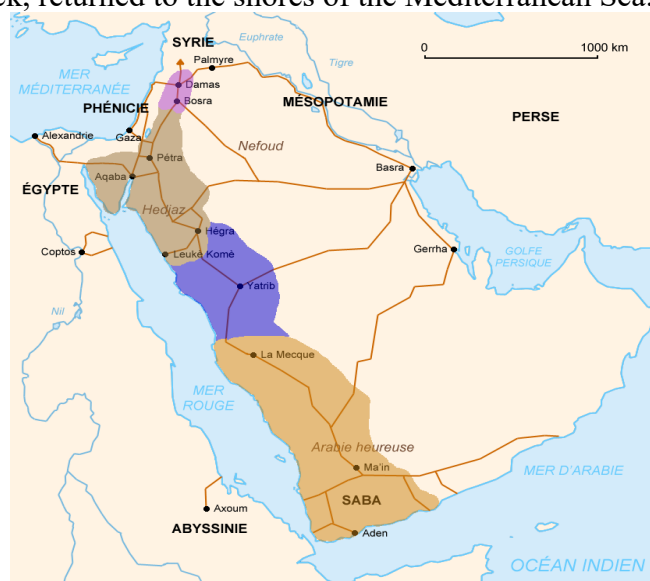 ck, returned to the shores of the Mediterranean Sea.
SYRIE
Euphrate
Palmyre
0
1000 km
Tigre
MER
MÉDITERRANÉE
Damas
Bosra
MÉSOPOTAMIE
PHÉNICIE
PERSE
Alexandrie
Gaza
Nefoud
Pétra
Basra
Aqaba
ÉGYPTE
Hedjaz
Hégra
Coptos
Leukè Komè
Gerrha
GOLFE
PERSIQUE
Yatrib
Nil
La Mecque
MER
ROUGE
Arabie heureuse
Ma'in
MER D'ARABIE
SABA
Axoum
ABYSSINIE
Aden
OCÉAN INDIEN